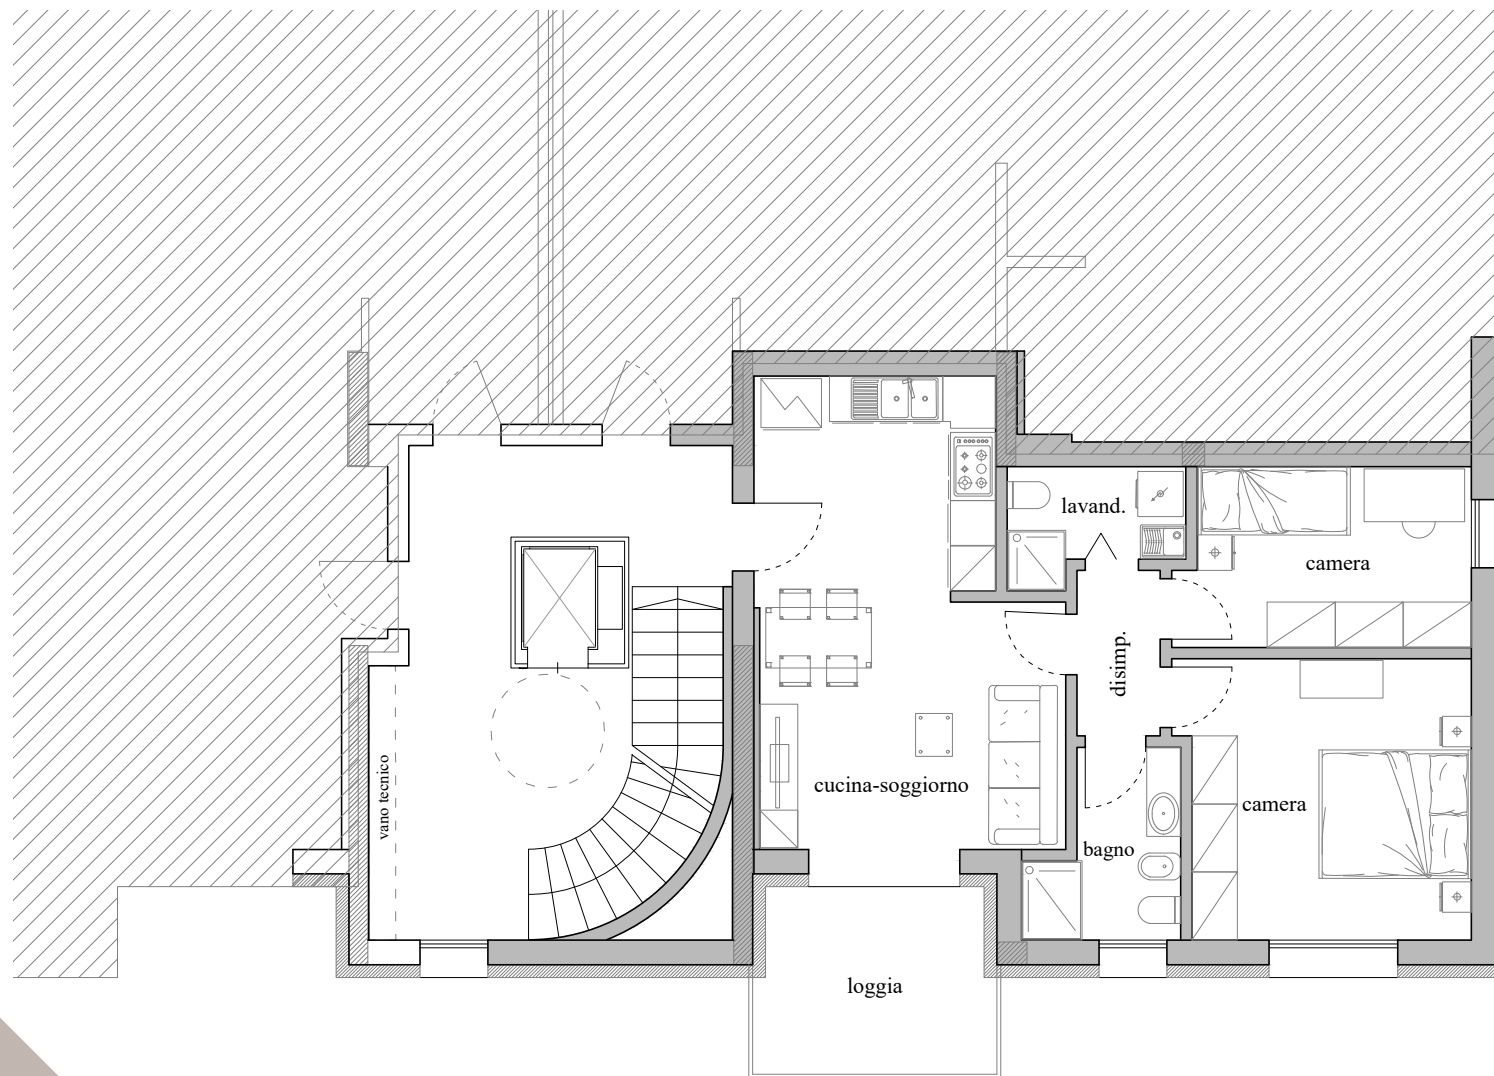 lavand.
camera
disimp.
vano tecnico
cucina-soggiorno
camera
bagno
loggia